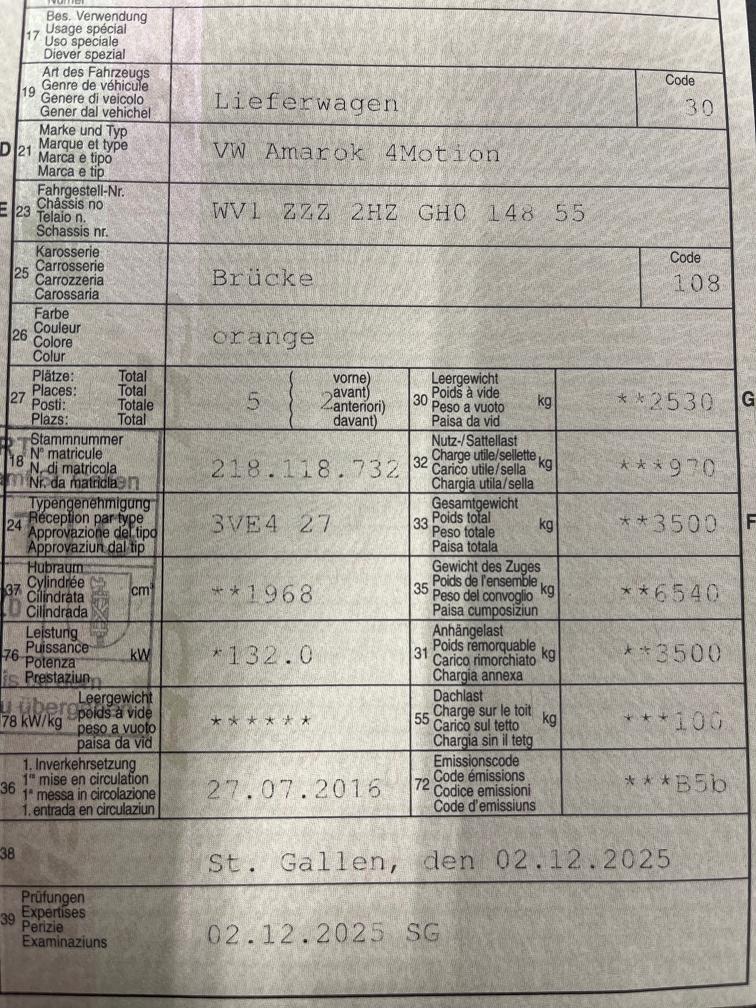 17 Bes. Verwendung
Usage spécial
Uso speciale
Diever spezial
19 Art des Fahrzeugs
Genre de véhicule
Genere di veicolo
Gener dal vehichel
Lieferwagen
Code
30
D 21 Marke und Typ
Marque et type
Marca e tipo
Marca e tip
VW Amarok 4Motion
E 23 Fahrgestell-Nr.
Châssis no
Telaio n.
Schassis nr.
WV1 ZZZ 2HZ GH0 148 55
25 Karosserie
Carrosserie
Carrozzeria
Carossaria
Brücke
Code
108
26 Farbe
Couleur
Colore
Colur
orange
27 Plätze: Total
Places: Total
Posti: Totale
Plazs: Total
5
2
vorne)
avant)
anteriori)
davant)
30 Leergewicht
Poids à vide
Peso a vuoto
Paisa da vid
kg
**2530
G
18 Stammnummer
N° matricule
N. di matricola
Nr. da matridla
218.118.732
32 Nutz-/Sattellast
Charge utile/sellette
Carico utile/sella
Chargia utila/sella
kg
***970
24 Typengenehmigung
Réception par type
Approvazione del tipo
Approvaziun dal tip
3VE4 27
33 Gesamtgewicht
Poids total
Peso totale
Paisa totala
kg
**3500
F
37 Hubraum
Cylindrée
Cilindrata
Cilindrada
cm³
**1968
35 Gewicht des Zuges
Poids de l'ensemble
Peso del convoglio
Paisa cumposiziun
kg
**6540
76 Leistung
Puissance
Potenza
Prestaziun
kW
*132.0
31 Anhängelast
Poids remorquable
Carico rimorchiato
Chargia annexa
kg
**3500
78 kW/kg
Leergewicht
poids à vide
peso a vuoto
paisa da vid
******
55 Dachlast
Charge sur le toit
Carico sul tetto
Chargia sin il tetg
kg
***100
36 1. Inverkehrsetzung
1re mise en circulation
1a messa in circolazione
1. entrada en circulaziun
27.07.2016
72 Emissionscode
Code émissions
Codice emissioni
Code d'emissiuns
***B5b
38
St. Gallen, den 02.12.2025
39 Prüfungen
Expertises
Perizie
Examinaziuns
02.12.2025 SG